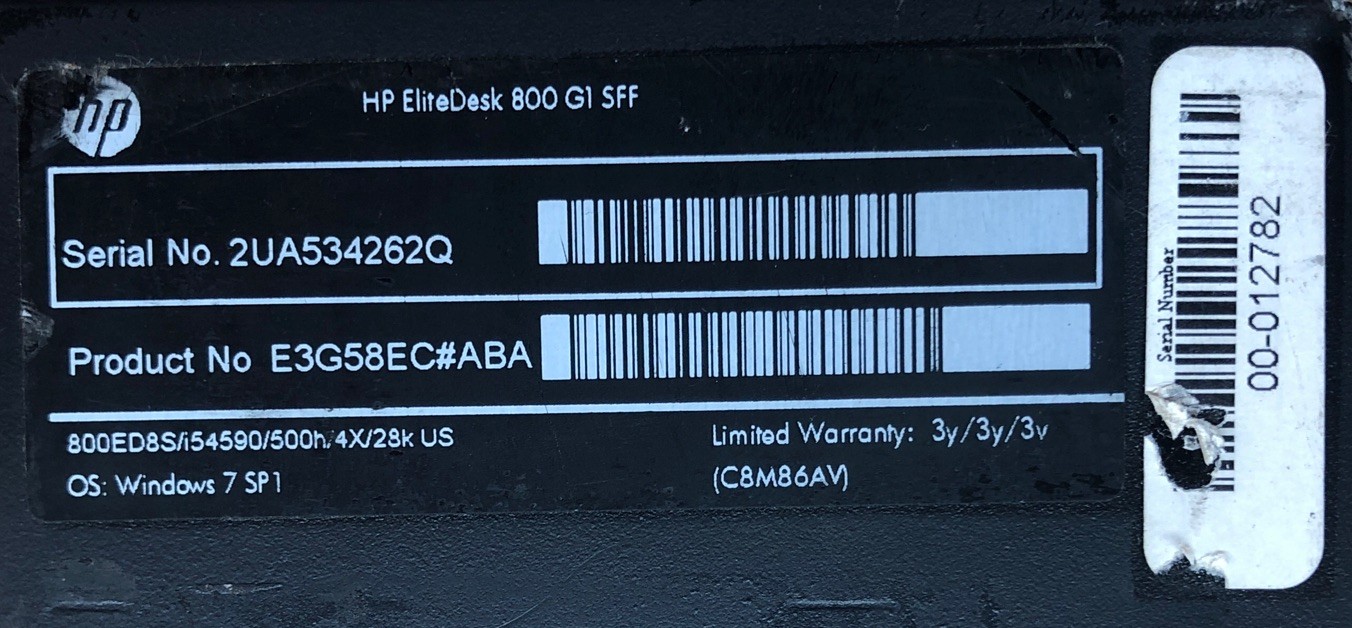 hp
HP EliteDesk 800 G1 SFF
Serial No. 2UA534262Q
Product No E3G58EC#ABA
800ED8S/i54590/500h/4X/28k US
OS: Windows 7 SP1
Limited Warranty: 3y/3y/3y
(C8M86AV)
Serial Number
00-012782